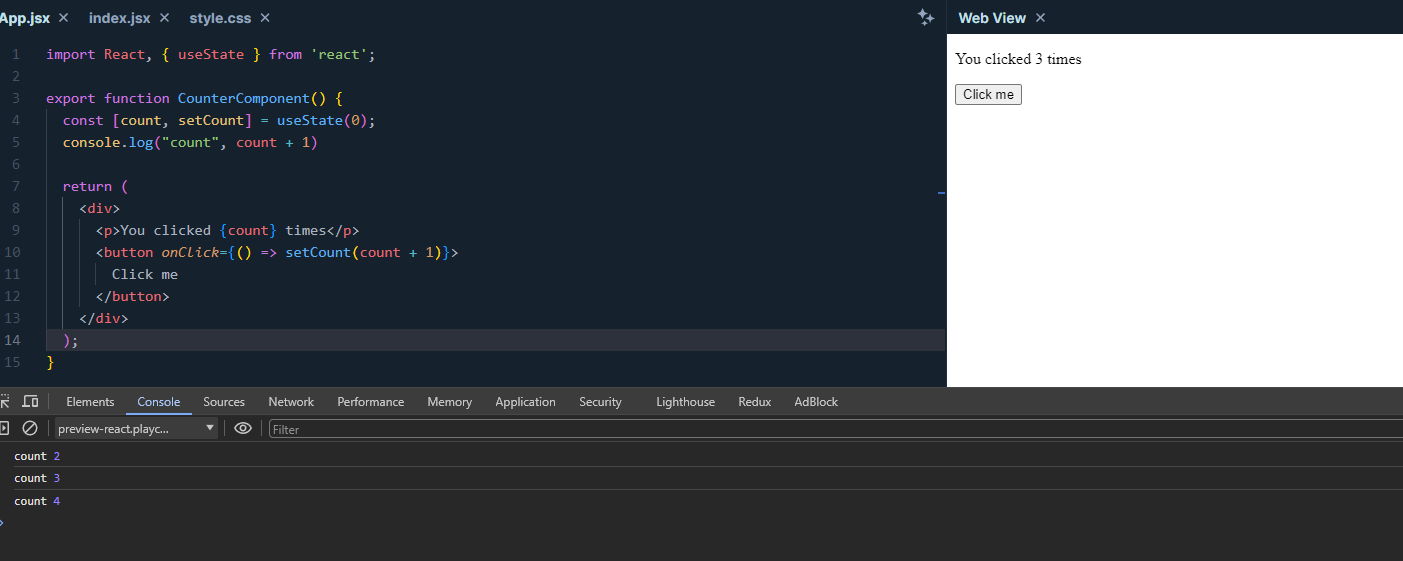 App.jsx × index.jsx × style.css ×
1 import React, { useState } from 'react';
2
3 export function CounterComponent() {
4 const [count, setCount] = useState(0);
5 console.log("count", count + 1)
6
7 return (
8 <div>
9 <p>You clicked {count} times</p>
10 <button onClick={() => setCount(count + 1)}>
11 Click me
12 </button>
13 </div>
14 );
15 }
Web View ×
You clicked 3 times
Click me
Elements Console Sources Network Performance Memory Application Security Lighthouse Redux AdBlock
preview-react.playc... Filter
count 2
count 3
count 4